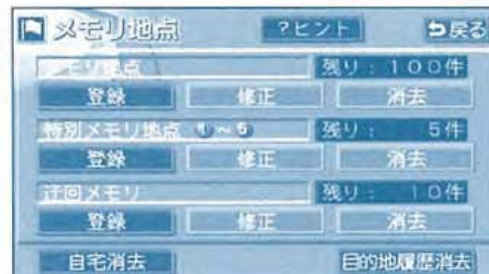 メモリ地点 ?ヒント 戻る
メモリ地点 残り：100件
登録 修正 消去
特別メモリ地点 1～5 残り： 5件
登録 修正 消去
迂回メモリ 残り： 10件
登録 修正 消去
自宅消去 目的地履歴消去